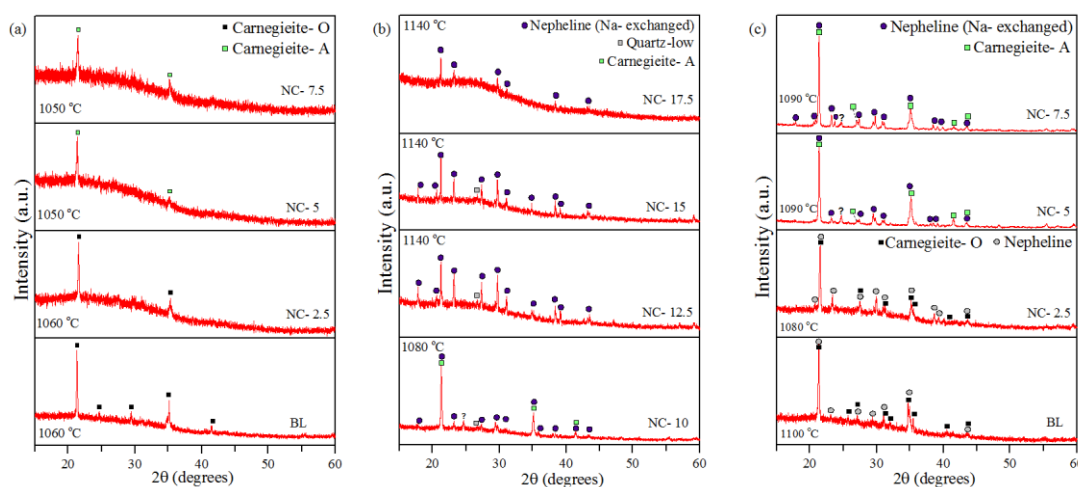 (a)
Carnegieite- O
Carnegieite- A
1050 °C
NC- 7.5
1050 °C
NC- 5
1060 °C
NC- 2.5
1060 °C
BL
Intensity (a.u.)
20 30 40 50 60
2θ (degrees)
(b)
1140 °C
Nepheline (Na- exchanged)
Quartz-low
Carnegieite- A
NC- 17.5
1140 °C
NC- 15
1140 °C
NC- 12.5
1080 °C
?
NC- 10
Intensity (a.u.)
20 30 40 50 60
2θ (degrees)
(c)
Nepheline (Na- exchanged)
Carnegieite- A
1090 °C
?
NC- 7.5
1090 °C
?
NC- 5
Carnegieite- O Nepheline
1080 °C
NC- 2.5
1100 °C
BL
Intensity (a.u.)
20 30 40 50 60
2θ (degrees)